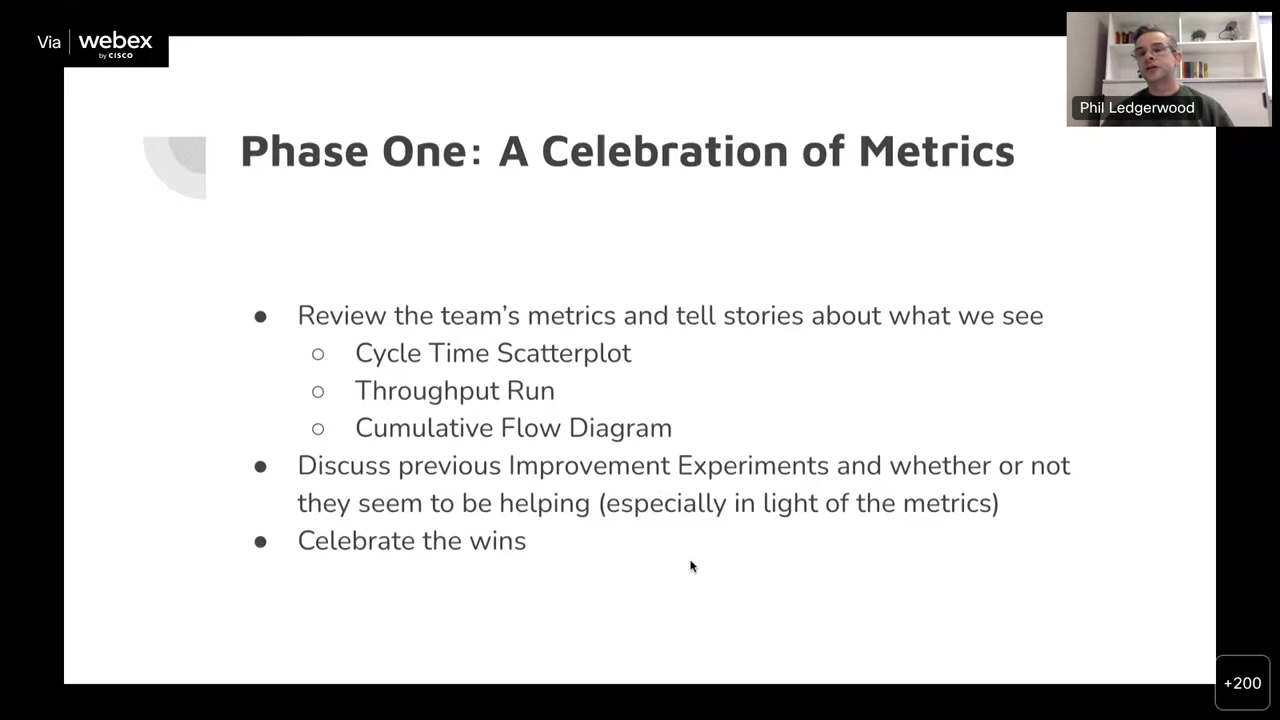 Via webex
by CISCO
Phil Ledgerwood
Phase One: A Celebration of Metrics
● Review the team's metrics and tell stories about what we see
○ Cycle Time Scatterplot
○ Throughput Run
○ Cumulative Flow Diagram
● Discuss previous Improvement Experiments and whether or not
they seem to be helping (especially in light of the metrics)
● Celebrate the wins
+200